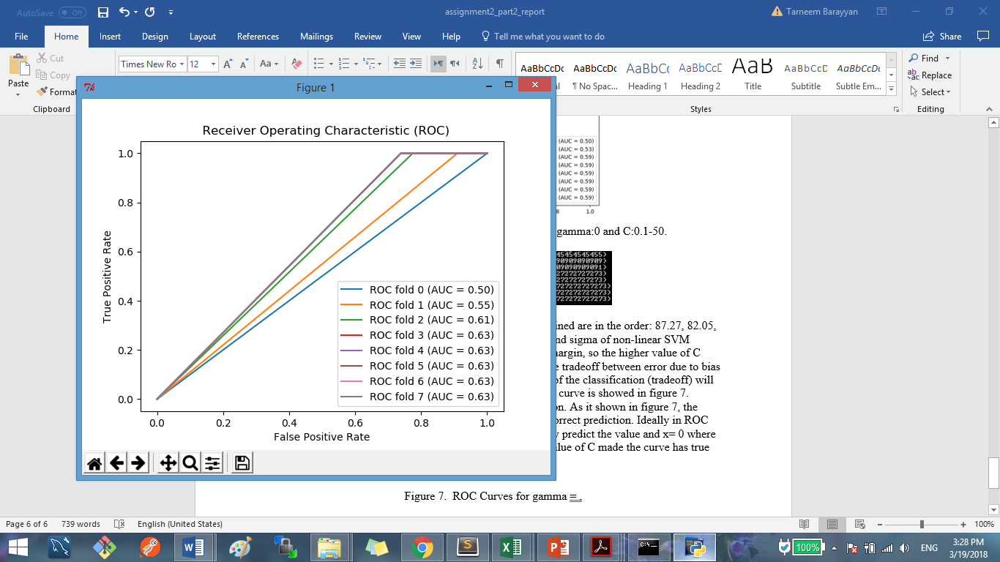 AutoSave Off
assignment2_part2_report
Tarneem Barayyan
File Home Insert Design Layout References Mailings Review View Help Tell me what you want to do Share
Cut
Copy
Format
Paste
Clipboard
Times New Ro 12
AaBbCcDc AaBbCcDc AaBbCc AaBbCcD AaB AaBbCcD AaBbCcDc
¶ No Spac... Heading 1 Heading 2 Title Subtitle Subtle Em...
Styles
Find
Replace
Select
Editing
Figure 1
Receiver Operating Characteristic (ROC)
True Positive Rate
1.0
0.8
0.6
0.4
0.2
0.0
0.0 0.2 0.4 0.6 0.8 1.0
False Positive Rate
ROC fold 0 (AUC = 0.50)
ROC fold 1 (AUC = 0.55)
ROC fold 2 (AUC = 0.61)
ROC fold 3 (AUC = 0.63)
ROC fold 4 (AUC = 0.63)
ROC fold 5 (AUC = 0.63)
ROC fold 6 (AUC = 0.63)
ROC fold 7 (AUC = 0.63)
(AUC = 0.50)
(AUC = 0.53)
(AUC = 0.59)
(AUC = 0.59)
(AUC = 0.59)
(AUC = 0.59)
(AUC = 0.59)
(AUC = 0.59)
1.0
gamma:0 and C:0.1-50.
ined are in the order: 87.27, 82.05,
nd sigma of non-linear SVM
nargin, so the higher value of C
e tradeoff between error due to bias
of the classification (tradeoff) will
curve is showed in figure 7.
on. As it shown in figure 7, the
orrect prediction. Ideally in ROC
y predict the value and x= 0 where
lue of C made the curve has true
Figure 7. ROC Curves for gamma = .
Page 6 of 6 739 words English (United States)
100%
100%
ENG
3:28 PM
3/19/2018